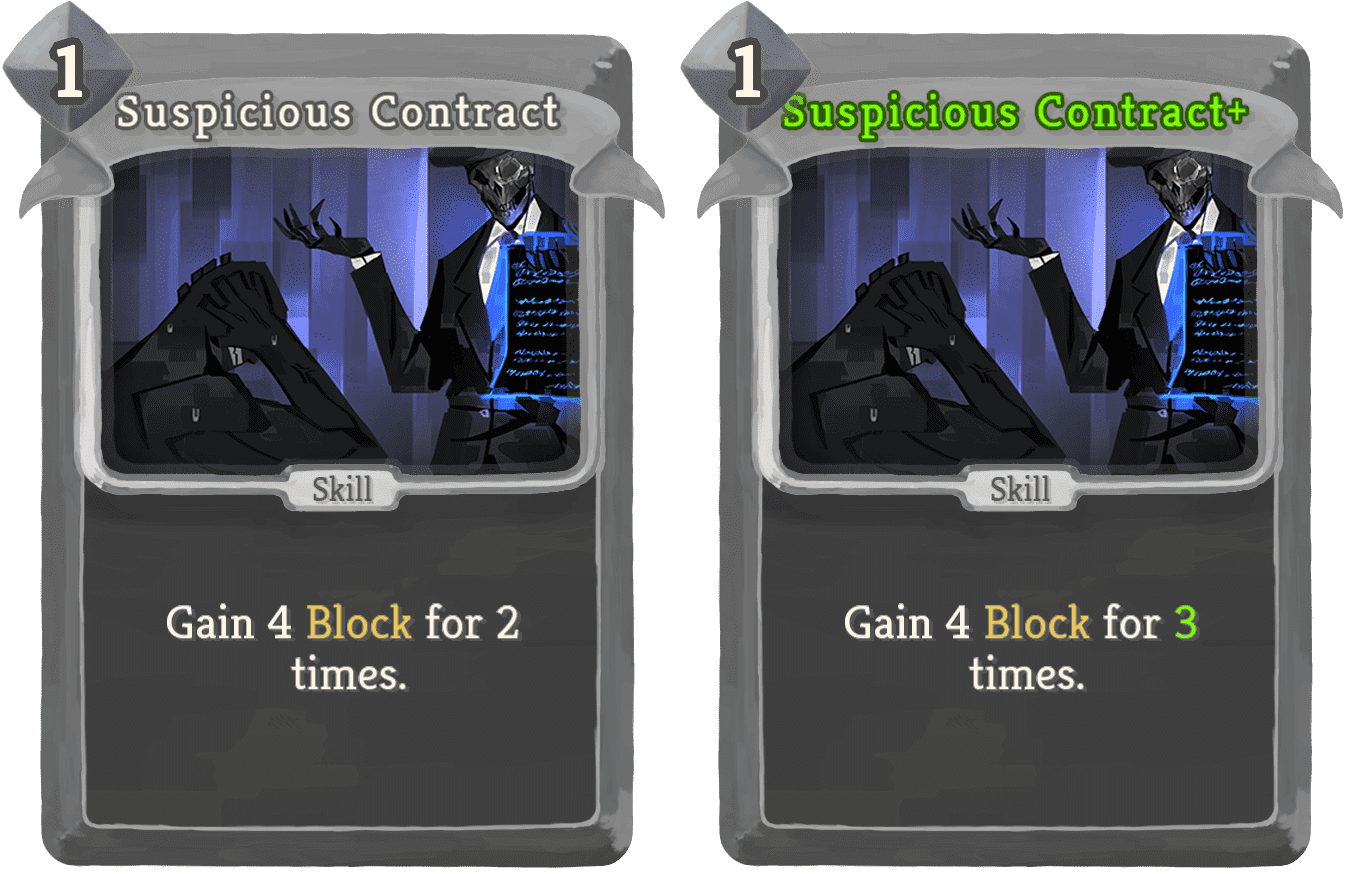 1
Suspicious Contract
Skill
Gain 4 Block for 2
times.
1
Suspicious Contract+
Skill
Gain 4 Block for 3
times.